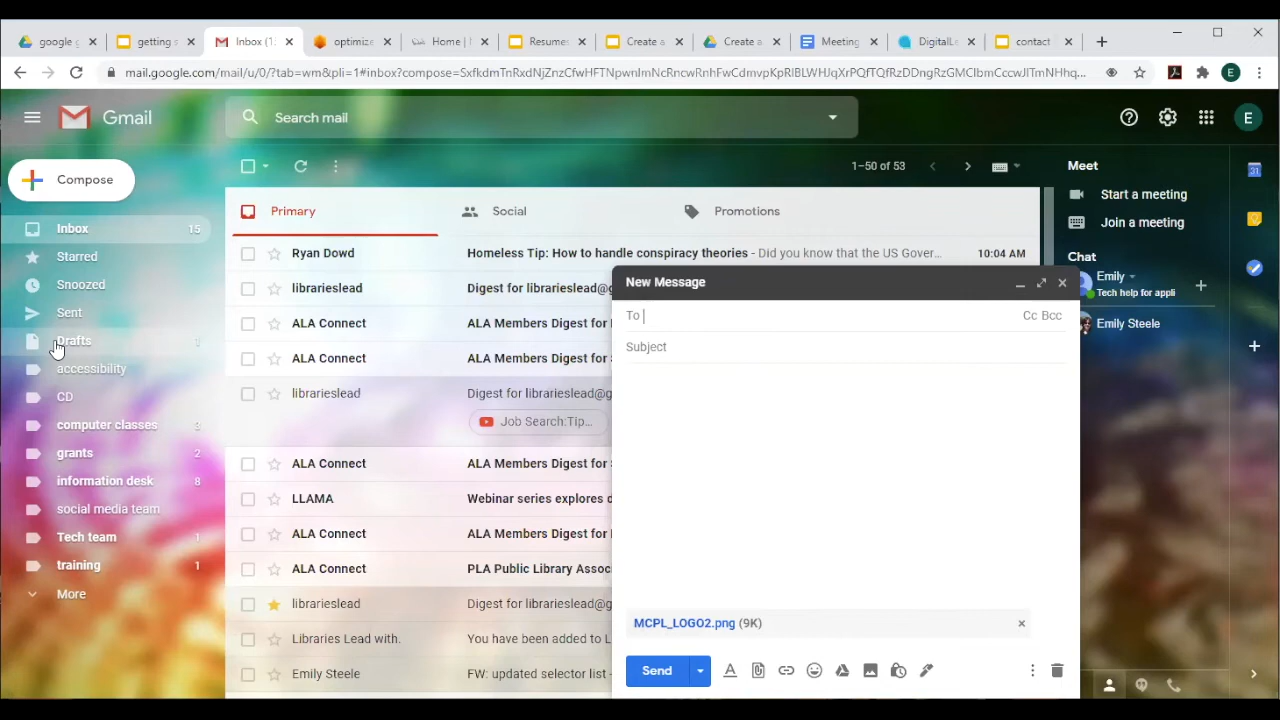 google g
getting s
Inbox (1
optimize
Home |
Resumes
Create a
Create a
Meeting
DigitalLe
contact
mail.google.com/mail/u/0/?tab=wm&pli=1#inbox?compose=
E
Gmail
Search mail
E
Compose
1–50 of 53
Meet
Start a meeting
Join a meeting
Chat
Emily
Tech help for appli
Emily Steele
Inbox 15
Starred
Snoozed
Sent
Drafts 1
accessibility
CD
computer classes 3
grants 2
information desk 8
social media team
Tech team 1
training 1
More
Primary
Social
Promotions
Ryan Dowd Homeless Tip: How to handle conspiracy theories - Did you know that the US Gover... 10:04 AM
librarieslead Digest for librarieslead@g
ALA Connect ALA Members Digest for
ALA Connect ALA Members Digest for
librarieslead Digest for librarieslead@g
Job Search:Tip...
ALA Connect ALA Members Digest for
LLAMA Webinar series explores
ALA Connect ALA Members Digest for
ALA Connect PLA Public Library Assoc
librarieslead Digest for librarieslead@g
Libraries Lead with. You have been added to L
Emily Steele FW: updated selector list -
New Message
To Cc Bcc
Subject
MCPL_LOGO2.png (9K)
Send